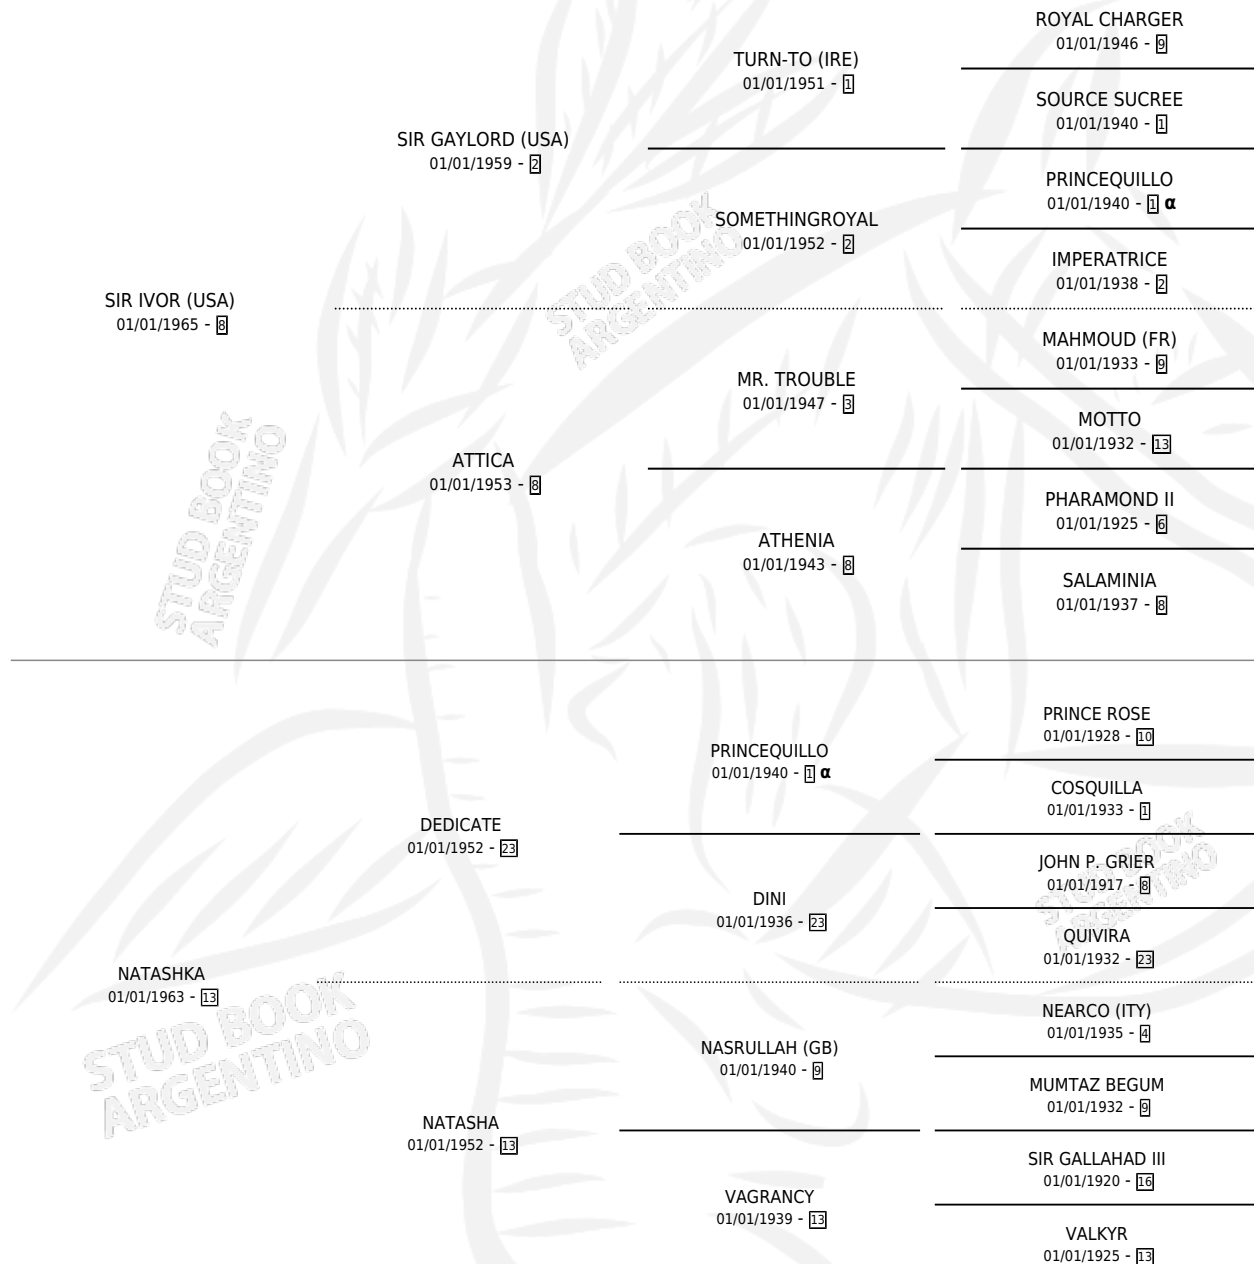 ROYAL CHARGER
01/01/1946 - 9
TURN-TO (IRE)
01/01/1951 - 1
SOURCE SUCREE
01/01/1940 - 1
SIR GAYLORD (USA)
01/01/1959 - 2
PRINCEQUILLO
01/01/1940 - 1 α
SOMETHINGROYAL
01/01/1952 - 2
IMPERATRICE
01/01/1938 - 2
SIR IVOR (USA)
01/01/1965 - 8
MAHMOUD (FR)
01/01/1933 - 9
MR. TROUBLE
01/01/1947 - 3
MOTTO
01/01/1932 - 13
ATTICA
01/01/1953 - 8
PHARAMOND II
01/01/1925 - 6
ATHENIA
01/01/1943 - 8
SALAMINIA
01/01/1937 - 8
PRINCE ROSE
01/01/1928 - 10
PRINCEQUILLO
01/01/1940 - 1 α
COSQUILLA
01/01/1933 - 1
DEDICATE
01/01/1952 - 23
JOHN P. GRIER
01/01/1917 - 8
DINI
01/01/1936 - 23
QUIVIRA
01/01/1932 - 23
NATASHKA
01/01/1963 - 13
NEARCO (ITY)
01/01/1935 - 4
NASRULLAH (GB)
01/01/1940 - 9
MUMTAZ BEGUM
01/01/1932 - 9
NATASHA
01/01/1952 - 13
SIR GALLAHAD III
01/01/1920 - 16
VAGRANCY
01/01/1939 - 13
VALKYR
01/01/1925 - 13
STUD BOOK
ARGENTINO
STUD BOOK
ARGENTINO
STUD BOOK
ARGENTINO
STUD BOOK
ARGENTINO